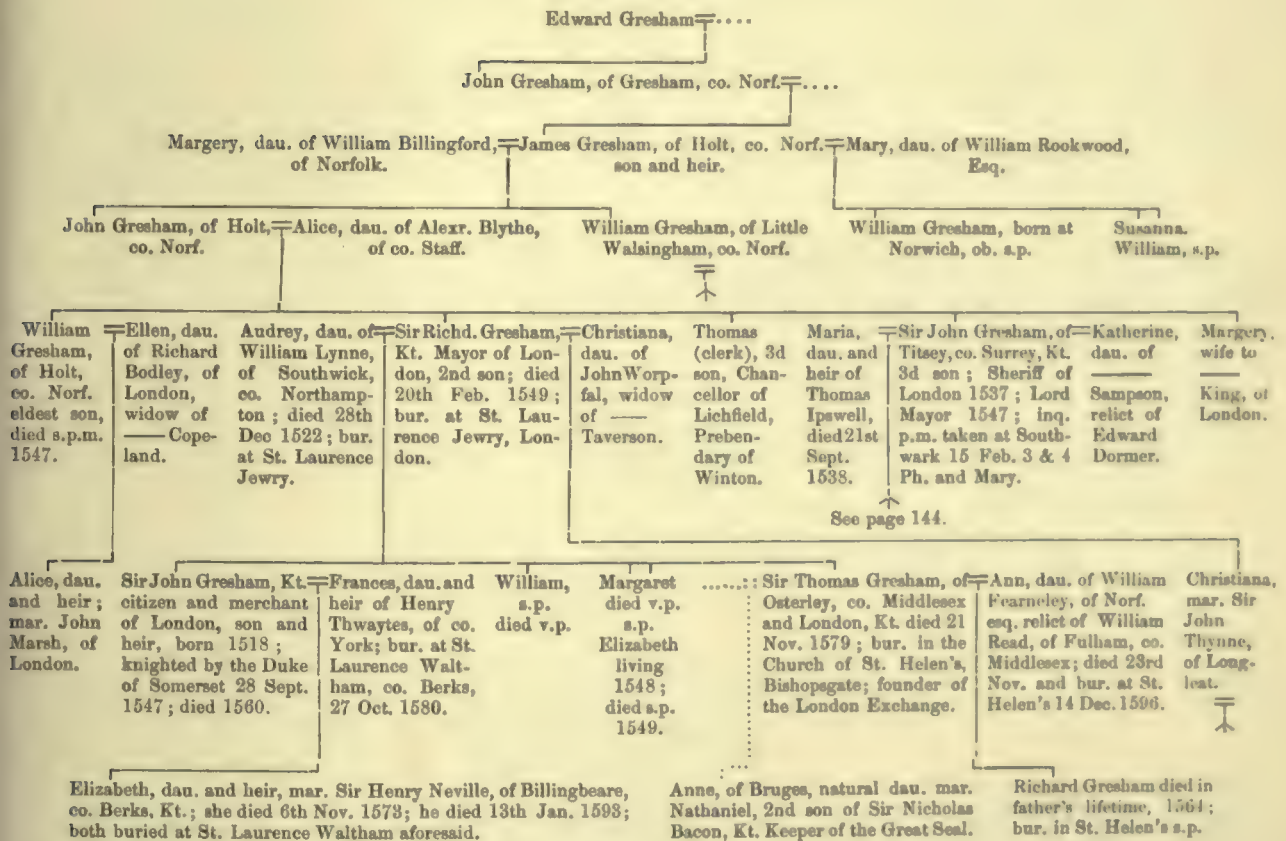 Edward Gresham=....
John Gresham, of Gresham, co. Norf.=....
Margery, dau. of William Billingford,
of Norfolk.
=James Gresham, of Holt, co. Norf.
son and heir.
=Mary, dau. of William Rookwood,
Esq.
John Gresham, of Holt,
co. Norf.
=Alice, dau. of Alexr. Blythe,
of co. Staff.
William Gresham, of Little
Walsingham, co. Norf.
William Gresham, born at
Norwich, ob. s.p.
Susanna.
William, s.p.
William
Gresham,
of Holt,
co. Norf.
eldest son,
died s.p.m.
1547.
=Ellen, dau.
of Richard
Bodley, of
London,
widow of
—— Cope-
land.
Audrey, dau. of
William Lynne,
of Southwick,
co. Northamp-
ton; died 28th
Dec 1522; bur.
at St. Laurence
Jewry.
=Sir Richd. Gresham,
Kt. Mayor of Lon-
don, 2nd son; died
20th Feb. 1549;
bur. at St. Lau-
rence Jewry, Lon-
don.
=Christiana,
dau. of
John Worp-
fal, widow
of ——
Taverson.
Thomas
(clerk), 3d
son, Chan-
cellor of
Lichfield,
Preben-
dary of
Winton.
Maria,
dau. and
heir of
Thomas
Ipswell,
died 21st
Sept.
1538.
=Sir John Gresham, of
Titsey, co. Surrey, Kt.
3d son; Sheriff of
London 1537; Lord
Mayor 1547; inq.
p.m. taken at South-
wark 15 Feb. 3 & 4
Ph. and Mary.
See page 144.
=Katherine,
dau. of
——
Sampson,
relict of
Edward
Dormer.
Margery,
wife to
——
King, of
London.
Alice, dau.
and heir;
mar. John
Marsh, of
London.
Sir John Gresham, Kt.
citizen and merchant
of London, son and
heir, born 1518;
knighted by the Duke
of Somerset 28 Sept.
1547; died 1560.
=Frances, dau. and
heir of Henry
Thwaytes, of co.
York; bur. at St.
Laurence Walt-
ham, co. Berks,
27 Oct. 1580.
William,
s.p.
died v.p.
Margaret
died v.p.
s.p.
Elizabeth
living
1548;
died s.p.
1549.
......:: Sir Thomas Gresham, of
Osterley, co. Middlesex
and London, Kt. died 21
Nov. 1579; bur. in the
Church of St. Helen's,
Bishopsgate; founder of
the London Exchange.
=Ann, dau. of William
Fearneley, of Norf.
esq. relict of William
Read, of Fulham, co.
Middlesex; died 23rd
Nov. and bur. at St.
Helen's 14 Dec. 1596.
Christiana,
mar. Sir
John
Thynne,
of Long-
leat.
Elizabeth, dau. and heir, mar. Sir Henry Neville, of Billingbeare,
co. Berks, Kt.; she died 6th Nov. 1573; he died 13th Jan. 1593;
both buried at St. Laurence Waltham aforesaid.
Anne, of Bruges, natural dau. mar.
Nathaniel, 2nd son of Sir Nicholas
Bacon, Kt. Keeper of the Great Seal.
Richard Gresham died in
father's lifetime, 1564;
bur. in St. Helen's s.p.